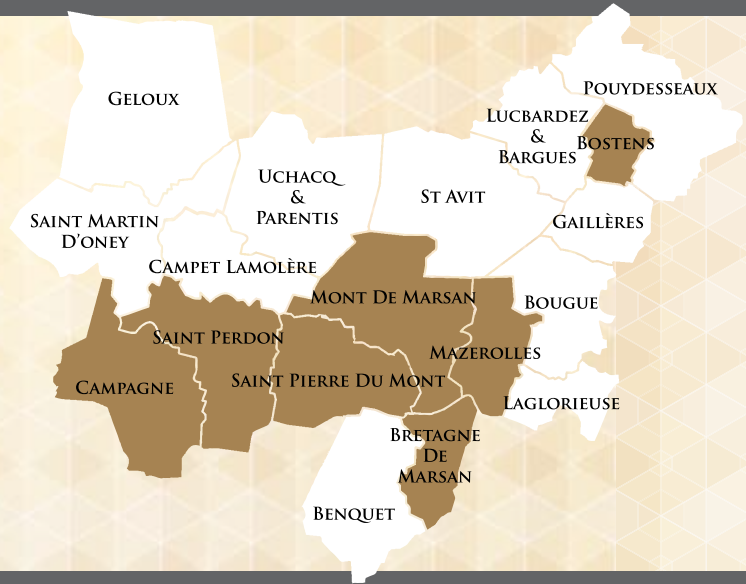 Geloux
Pouydesseaux
Lucbardez
&
Bargues
Bostens
Uchacq
&
Parentis
St Avit
Saint Martin
D'oney
Gaillères
Campet Lamolère
Mont De Marsan
Bougue
Saint Perdon
Mazerolles
Campagne
Saint Pierre Du Mont
Laglorieuse
Bretagne
De
Marsan
Benquet